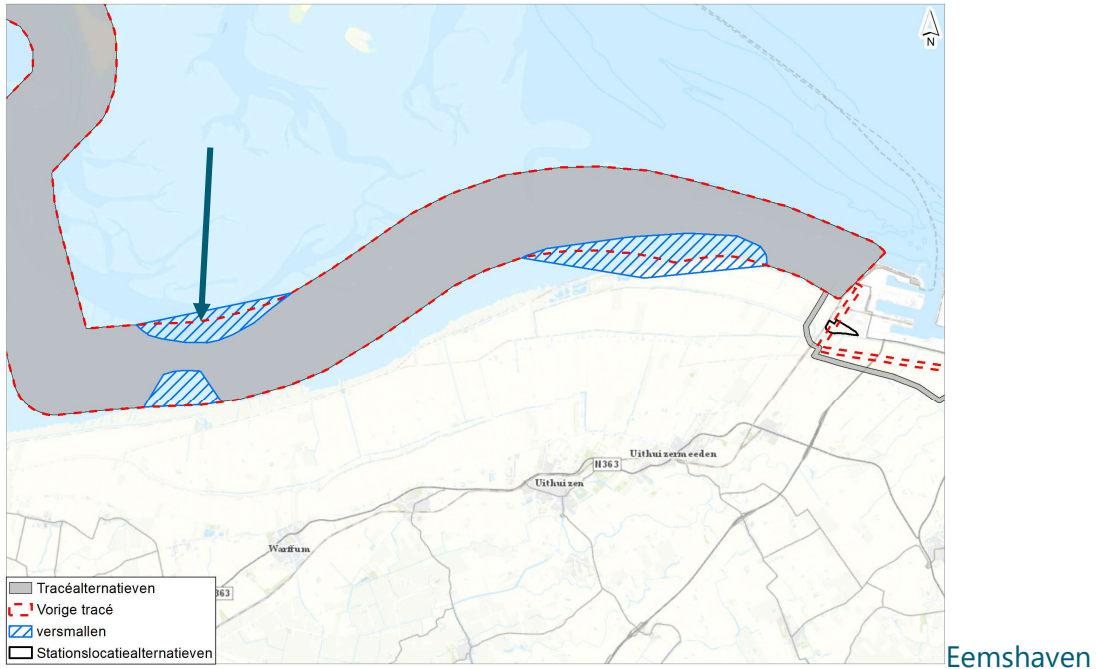 N
Uithuizermeeden
N363
Uithuizen
Warffum
363
Tracéalternatieven
Vorige tracé
versmallen
Stationslocatiealternatieven
Eemshaven